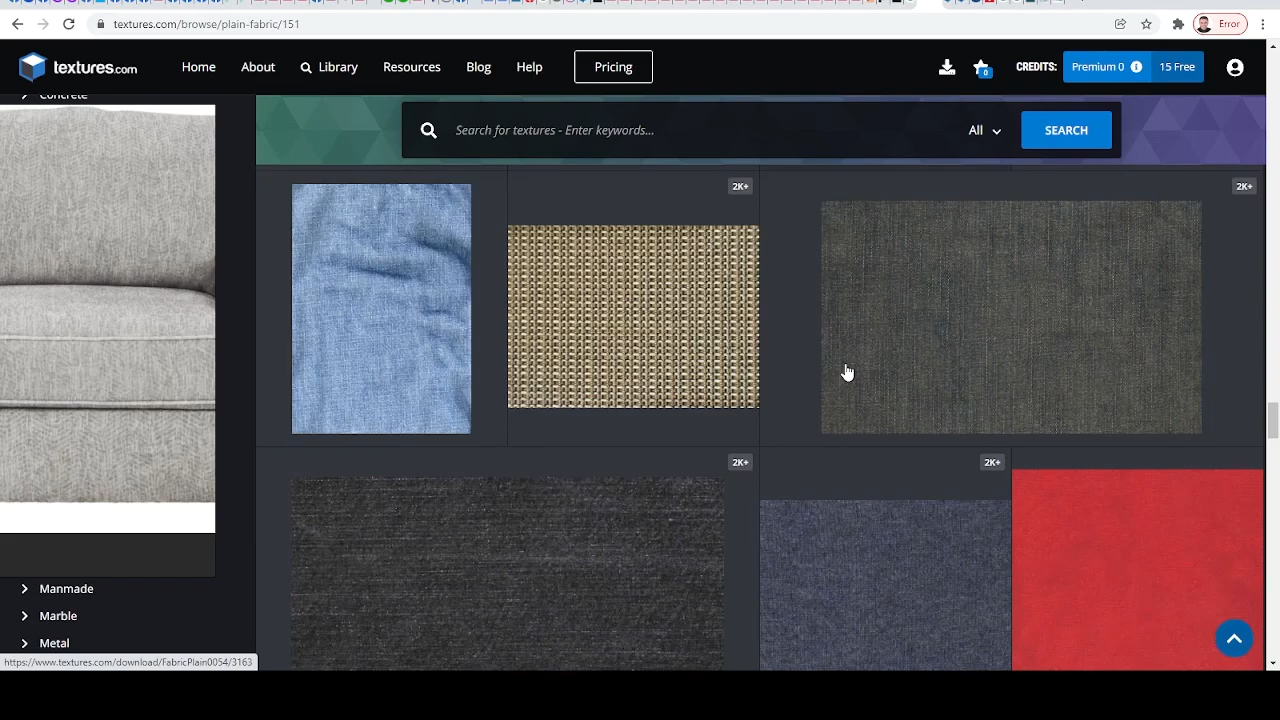 textures.com/browse/plain-fabric/151
Error
textures.com
Home
About
Library
Resources
Blog
Help
Pricing
0
CREDITS:
Premium 0
15 Free
Concrete
Search for textures - Enter keywords...
All
SEARCH
2K+
2K+
2K+
2K+
Manmade
Marble
Metal
https://www.textures.com/download/FabricPlain0054/3163